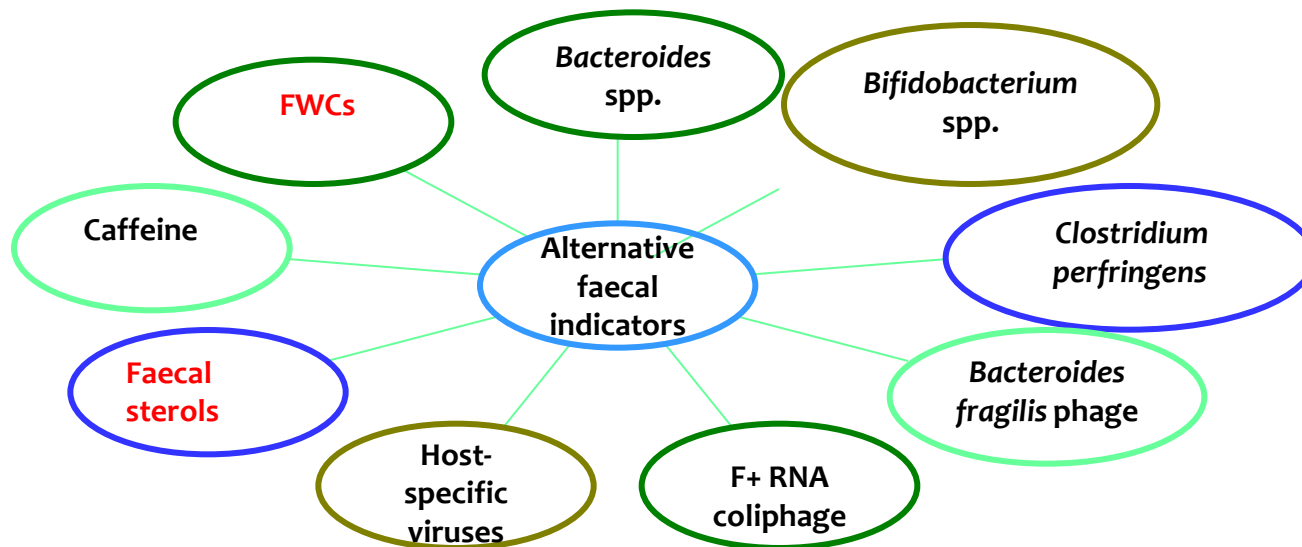 Bacteroides
spp.
Bifidobacterium
spp.
FWCs
Caffeine
Alternative
faecal
indicators
Clostridium
perfringens
Faecal
sterols
Bacteroides
fragilis phage
Host-
specific
viruses
F+ RNA
coliphage